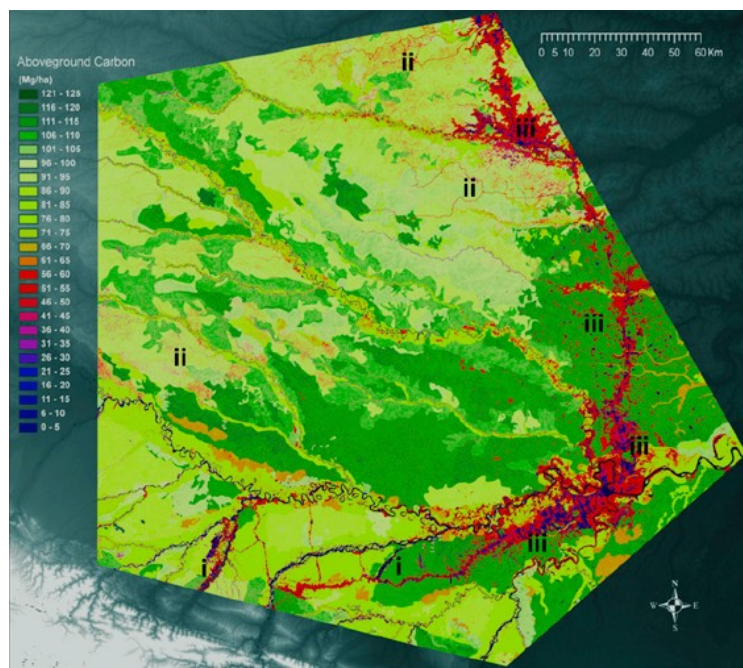 ii
0 5 10 20 30 40 50 60 Km
Aboveground Carbon
(Mg/ha)
121 - 125
116 - 120
111 - 115
106 - 110
101 - 105
96 - 100
91 - 95
86 - 90
81 - 85
76 - 80
71 - 75
66 - 70
61 - 65
56 - 60
51 - 55
46 - 50
41 - 45
36 - 40
31 - 35
26 - 30
21 - 25
16 - 20
11 - 15
6 - 10
0 - 5
iii
ii
iii
ii
iii
iii
i
i
N
W E
S